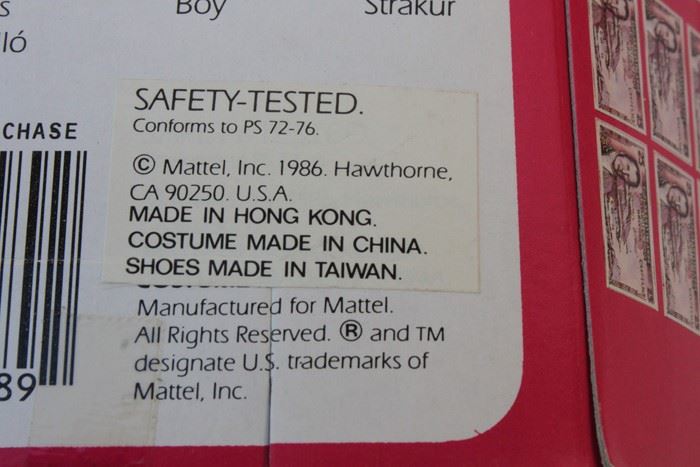 s Boy Strakur
ló
CHASE
SAFETY-TESTED.
Conforms to PS 72-76.
© Mattel, Inc. 1986. Hawthorne,
CA 90250. U.S.A.
MADE IN HONG KONG.
COSTUME MADE IN CHINA.
SHOES MADE IN TAIWAN.
Manufactured for Mattel.
All Rights Reserved. ® and TM
designate U.S. trademarks of
Mattel, Inc.
89